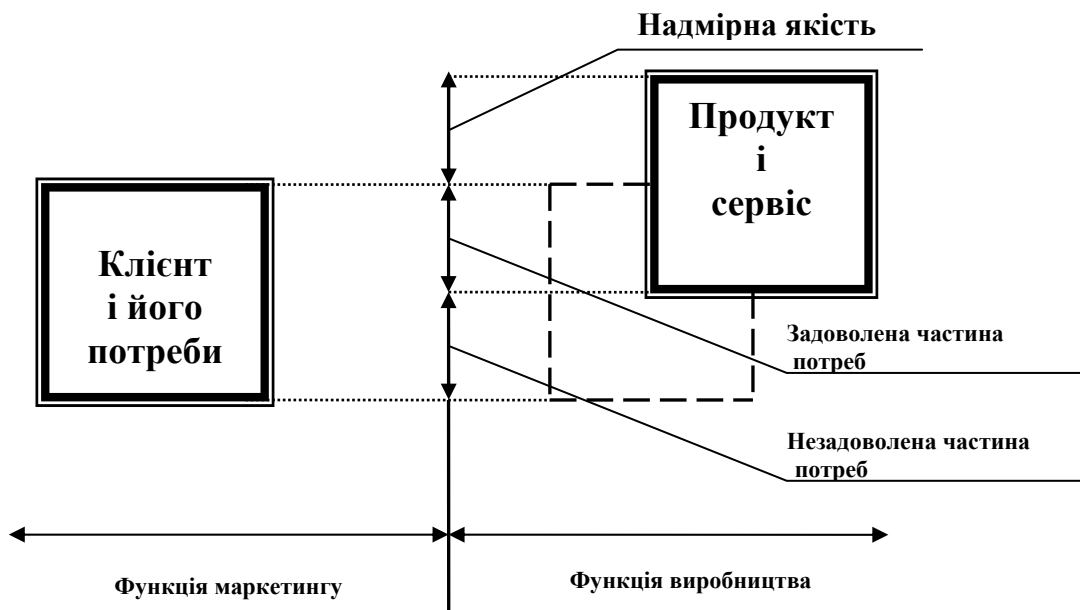 Надмірна якість
Продукт
і
сервіс
Клієнт
і його
потреби
Задоволена частина
потреб
Незадоволена частина
потреб
Функція маркетингу
Функція виробництва